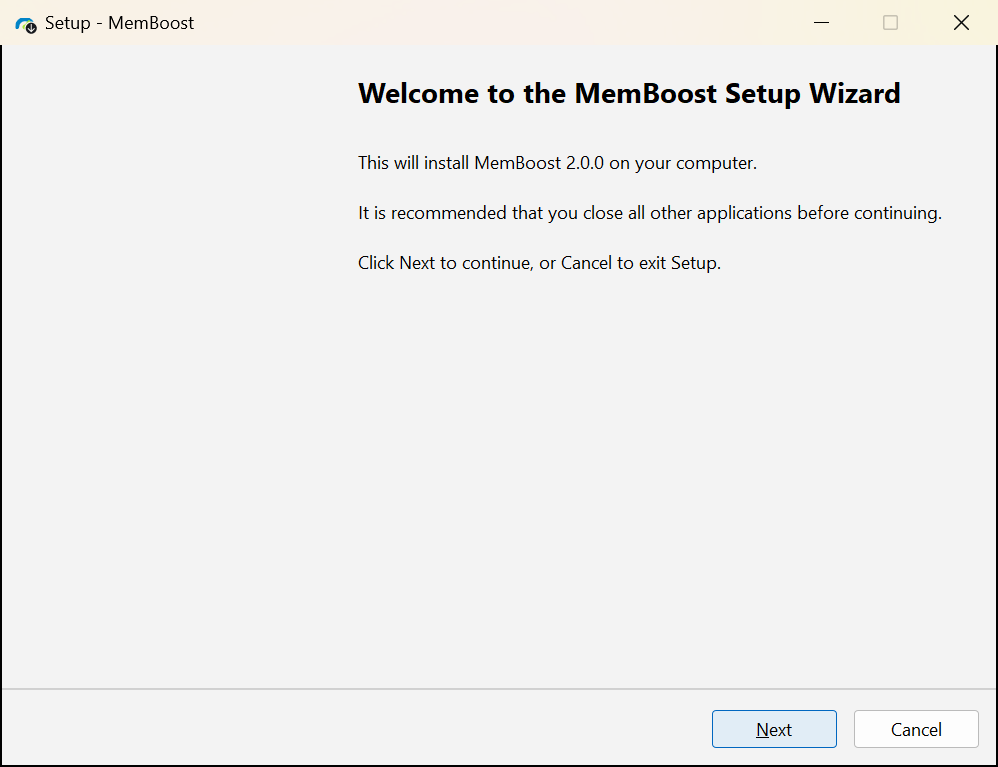 Setup - MemBoost
Welcome to the MemBoost Setup Wizard
This will install MemBoost 2.0.0 on your computer.
It is recommended that you close all other applications before continuing.
Click Next to continue, or Cancel to exit Setup.
Next
Cancel